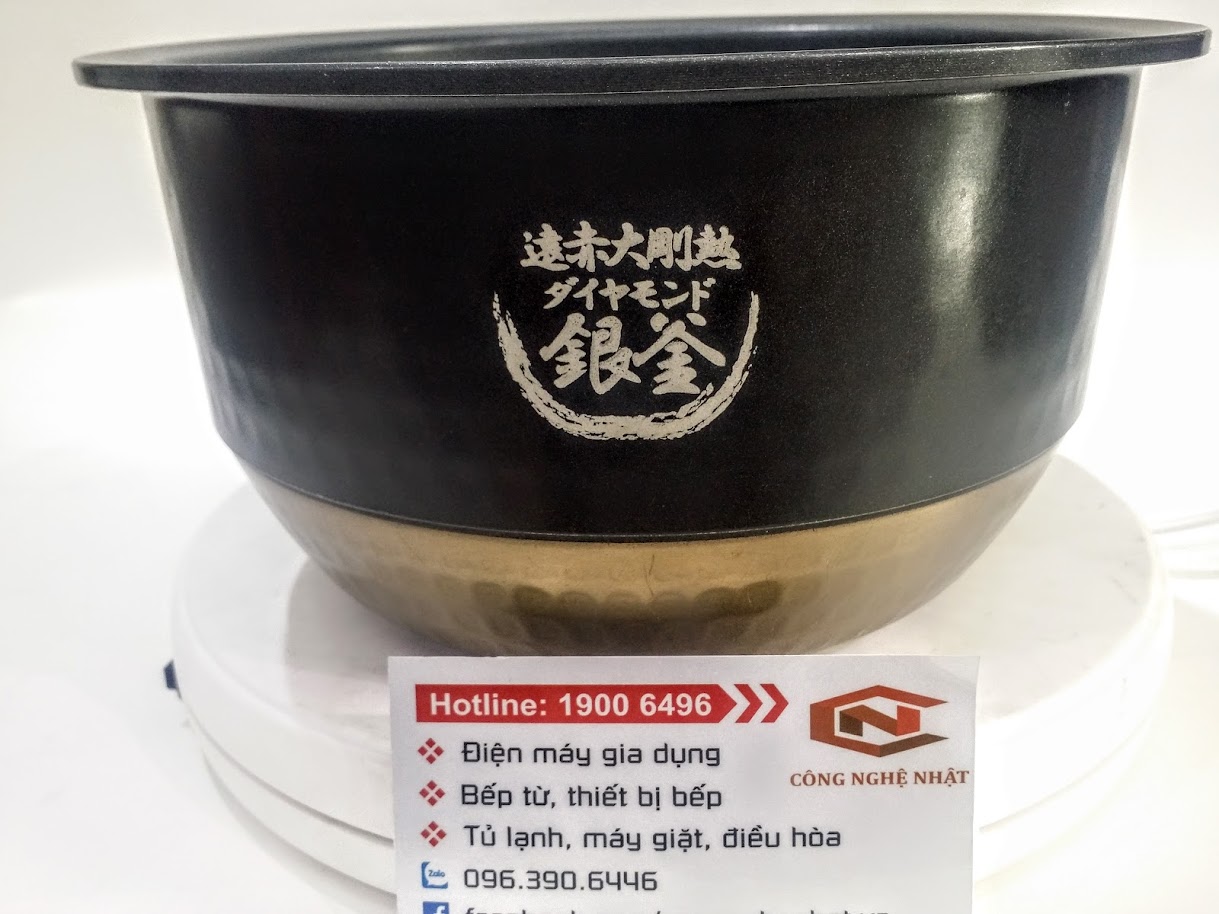 遠赤大剛熱
ダイヤモンド
銀釜
Hotline: 1900 6496
CÔNG NGHỆ NHẬT
Điện máy gia dụng
Bếp từ, thiết bị bếp
Tủ lạnh, máy giặt, điều hòa
Zalo
096.390.6446